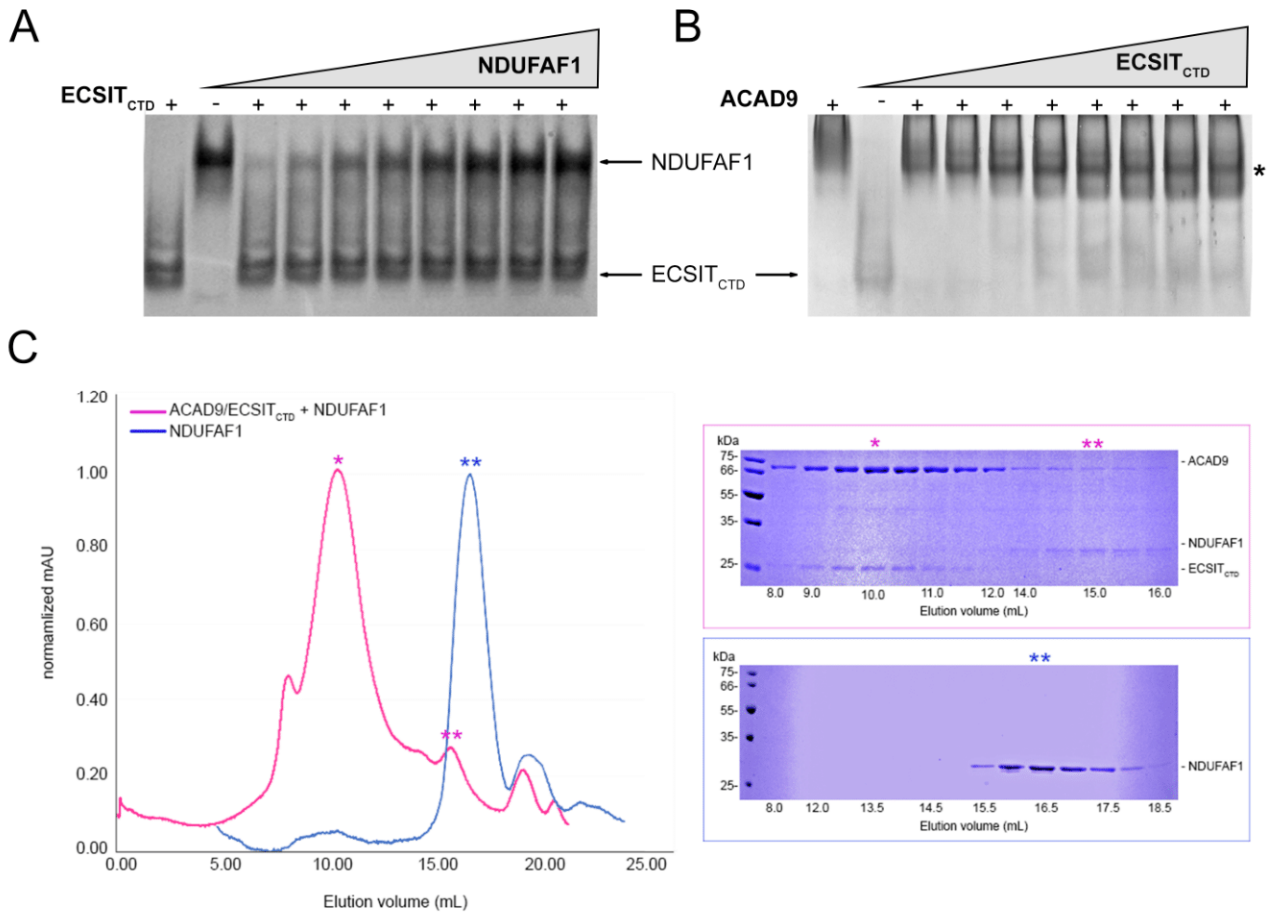 A
B
NDUFAF1
ECSITCTD
ECSITCTD + - + + + + + + + +
ACAD9 + - + + + + + + + +
NDUFAF1
*
ECSITCTD
C
1.20
1.00
0.80
0.60
0.40
0.20
0.00
normamlized mAU
ACAD9/ECSITCTD + NDUFAF1
NDUFAF1
*
**
**
0.00 5.00 10.00 15.00 20.00 25.00
Elution volume (mL)
kDa
* **
75-
66-
55-
35-
25-
- ACAD9
- NDUFAF1
- ECSITCTD
8.0 9.0 10.0 11.0 12.0 14.0 15.0 16.0
Elution volume (mL)
kDa
**
75-
66-
55-
35-
25-
- NDUFAF1
8.0 12.0 13.5 14.5 15.5 16.5 17.5 18.5
Elution volume (mL)